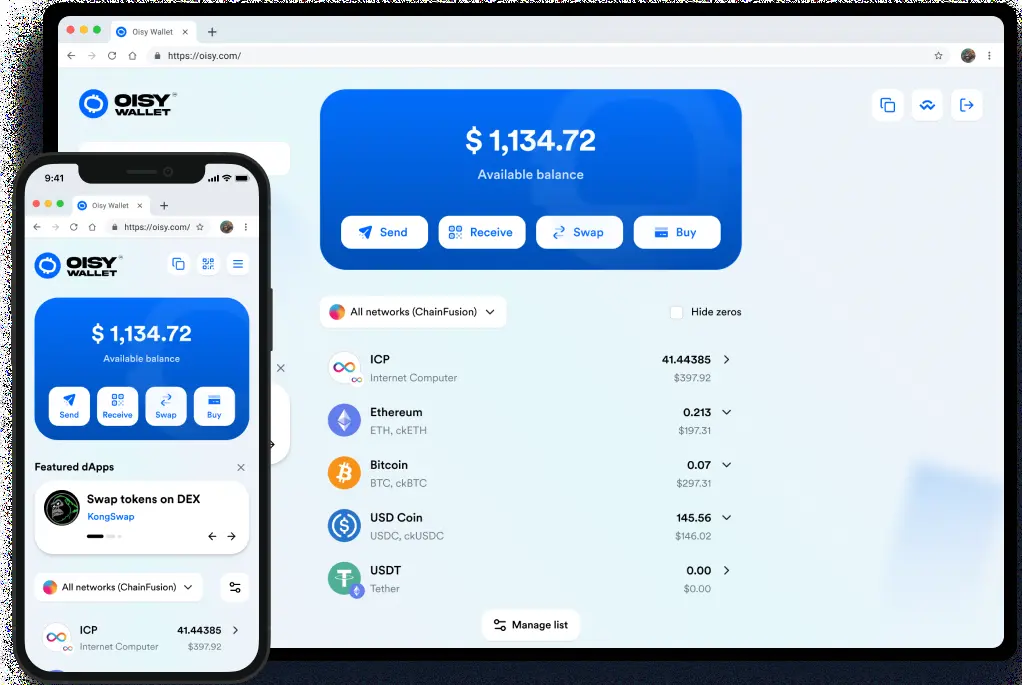 Oisy Wallet
https://oisy.com/
OISY™
WALLET
$ 1,134.72
Available balance
Send
Receive
Swap
Buy
All networks (ChainFusion)
Hide zeros
ICP
41.44385
Internet Computer
$397.92
Ethereum
0.213
ETH, ckETH
$197.31
Bitcoin
0.07
BTC, ckBTC
$297.31
USD Coin
145.56
USDC, ckUSDC
$146.02
USDT
0.00
Tether
$0.00
Manage list
9:41
Oisy Wallet
https://oisy.com/
OISY™
WALLET
$ 1,134.72
Available balance
Send
Receive
Swap
Buy
Featured dApps
Swap tokens on DEX
KongSwap
All networks (ChainFusion)
ICP
41.44385
Internet Computer
$397.92